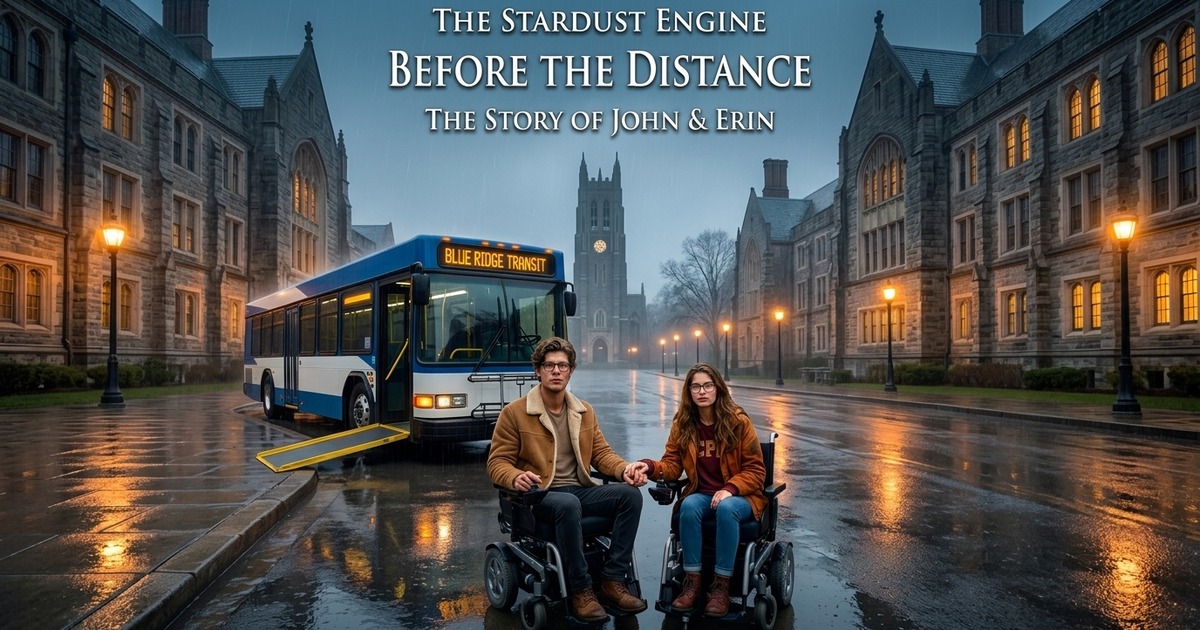 THE STARDUST ENGINE
BEFORE THE DISTANCE
THE STORY OF JOHN & ERIN
BLUE RIDGE TRANSIT